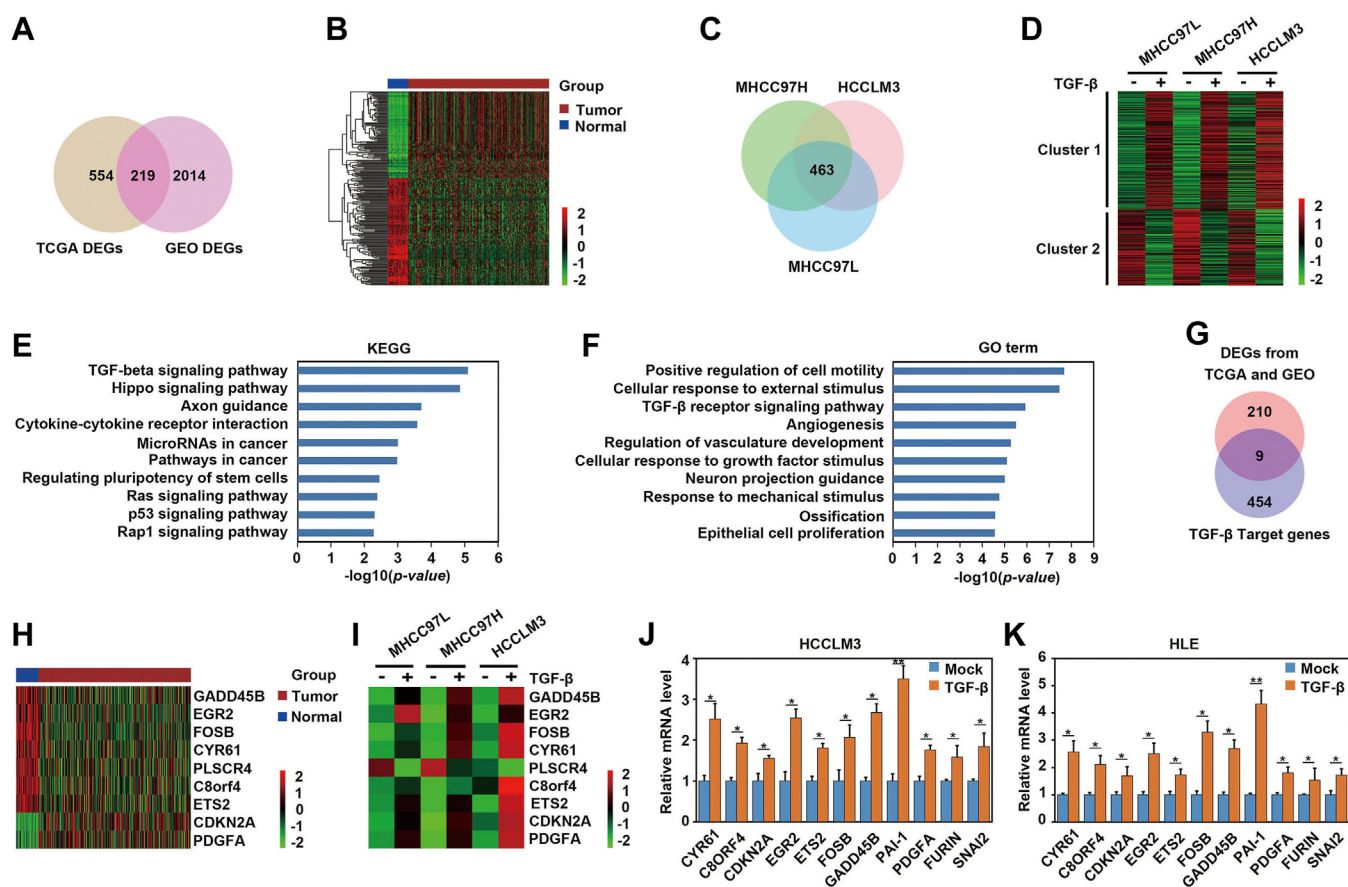 A
554
219
2014
TCGA DEGs
GEO DEGs
B
Group
Tumor
Normal
2
1
0
-1
-2
C
MHCC97H
HCCLM3
463
MHCC97L
D
MHCC97L
MHCC97H
HCCLM3
TGF-β
- + - + - +
Cluster 1
Cluster 2
2
1
0
-1
-2
E
KEGG
TGF-beta signaling pathway
Hippo signaling pathway
Axon guidance
Cytokine-cytokine receptor interaction
MicroRNAs in cancer
Pathways in cancer
Regulating pluripotency of stem cells
Ras signaling pathway
p53 signaling pathway
Rap1 signaling pathway
0 1 2 3 4 5 6
-log10(p-value)
F
GO term
Positive regulation of cell motility
Cellular response to external stimulus
TGF-β receptor signaling pathway
Angiogenesis
Regulation of vasculature development
Cellular response to growth factor stimulus
Neuron projection guidance
Response to mechanical stimulus
Ossification
Epithelial cell proliferation
0 1 2 3 4 5 6 7 8 9
-log10(p-value)
G
DEGs from
TCGA and GEO
210
9
454
TGF-β Target genes
H
Group
Tumor
Normal
GADD45B
EGR2
FOSB
CYR61
PLSCR4
C8orf4
ETS2
CDKN2A
PDGFA
2
1
0
-1
-2
I
MHCC97L
MHCC97H
HCCLM3
- + - + - +
TGF-β
GADD45B
EGR2
FOSB
CYR61
PLSCR4
C8orf4
ETS2
CDKN2A
PDGFA
2
1
0
-1
-2
J
HCCLM3
Relative mRNA level
4
3
2
1
0
Mock
TGF-β
* * * * * * * ** * * *
CYR61
C8ORF4
CDKN2A
EGR2
ETS2
FOSB
GADD45B
PAI-1
PDGFA
FURIN
SNAI2
K
HLE
Relative mRNA level
6
5
4
3
2
1
0
Mock
TGF-β
* * * * * * * ** * * *
CYR61
C8ORF4
CDKN2A
EGR2
ETS2
FOSB
GADD45B
PAI-1
PDGFA
FURIN
SNAI2